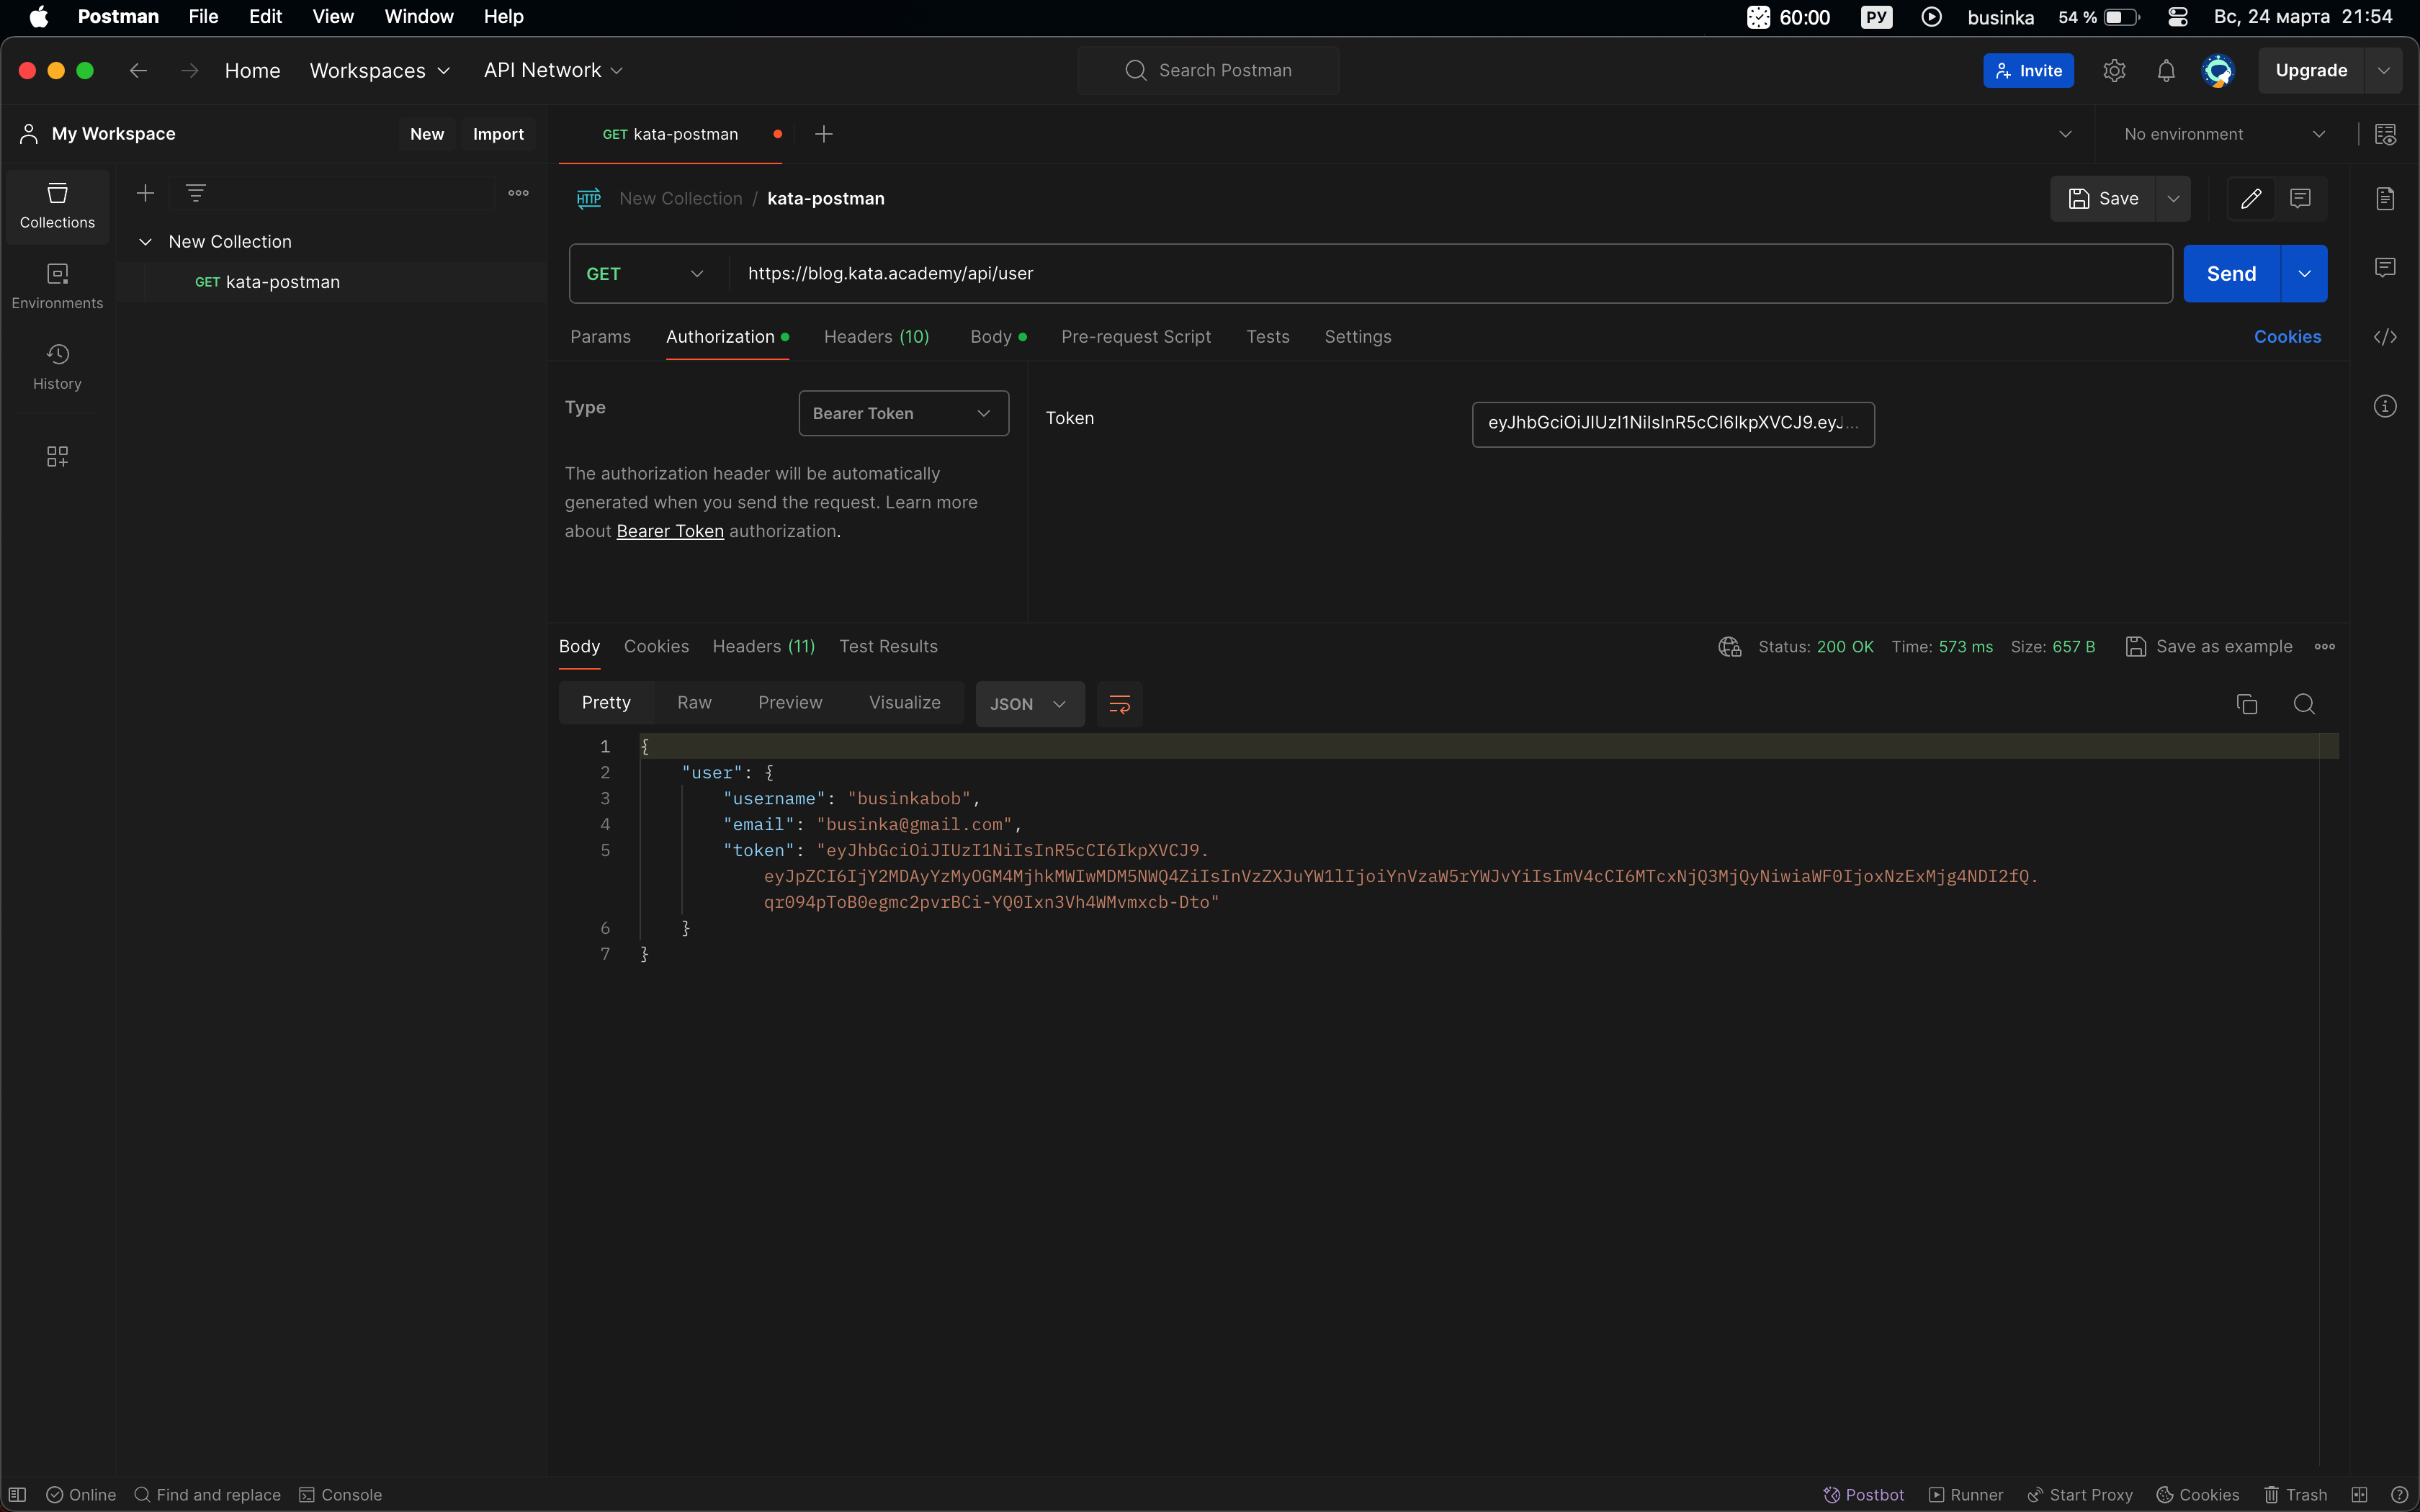 Postman File Edit View Window Help 60:00 РУ businka 54 % Вс, 24 марта 21:54
Home Workspaces API Network Search Postman Invite Upgrade
My Workspace New Import GET kata-postman No environment
New Collection / kata-postman Save
Collections
New Collection
GET kata-postman
Environments
History
GET https://blog.kata.academy/api/user Send
Params Authorization Headers (10) Body Pre-request Script Tests Settings Cookies
Type Bearer Token Token eyJhbGciOiJIUzI1NiIsInR5cCI6IkpXVCJ9.eyJ...
The authorization header will be automatically
generated when you send the request. Learn more
about Bearer Token authorization.
Body Cookies Headers (11) Test Results Status: 200 OK Time: 573 ms Size: 657 B Save as example
Pretty Raw Preview Visualize JSON
1 {
2 "user": {
3 "username": "businkabob",
4 "email": "businka@gmail.com",
5 "token": "eyJhbGciOiJIUzI1NiIsInR5cCI6IkpXVCJ9.
eyJpZCI6IjY2MDAyYzMyOGM4MjhkMWIwMDM5NWQ4ZiIsInVzZXJuYW1lIjoiYnVzaW5rYWJvYiIsImV4cCI6MTcxNjQ3MjQyNiwiaWF0IjoxNzExMjg4NDI2fQ.
qr094pToB0egmc2pvrBCi-YQ0Ixn3Vh4WMvmxcb-Dto"
6 }
7 }
Online Find and replace Console Postbot Runner Start Proxy Cookies Trash